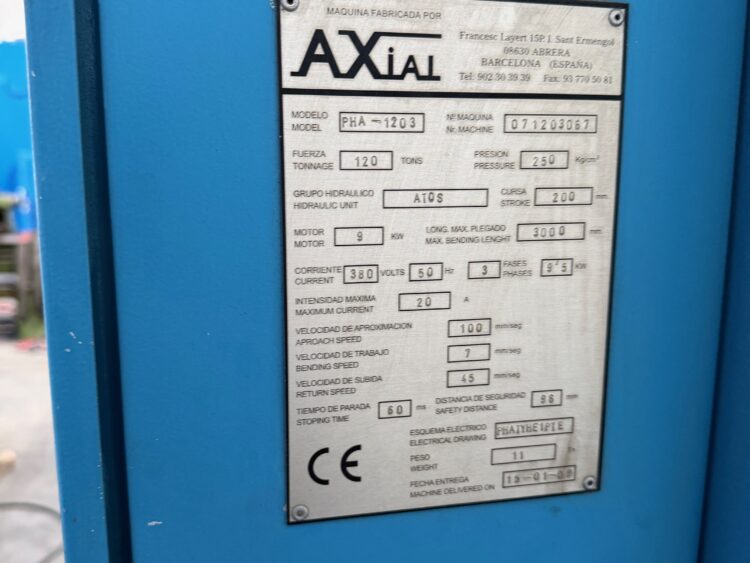 MAQUINA FABRICADA POR
AXiAL
Francesc Layert 15P. I. Sant Ermengol
08630 ABRERA
BARCELONA (ESPAÑA)
Tel: 902 30 39 39 Fax: 93 770 50 81
MODELO
MODEL
PHA-1203
Nº MAQUINA
Nr. MACHINE
071203067
FUERZA
TONNAGE
120
TONS
PRESION
PRESSURE
250
Kg/cm²
GRUPO HIDRAULICO
HIDRAULIC UNIT
ATOS
CURSA
STROKE
200
mm
MOTOR
MOTOR
9
KW
LONG. MAX. PLEGADO
MAX. BENDING LENGHT
3000
mm
CORRIENTE
CURRENT
380
VOLTS
50
Hz
3
FASES
PHASES
9'5
KW
INTENSIDAD MAXIMA
MAXIMUM CURRENT
20
A
VELOCIDAD DE APROXIMACION
APROACH SPEED
100
mm/seg
VELOCIDAD DE TRABAJO
BENDING SPEED
7
mm/seg
VELOCIDAD DE SUBIDA
RETURN SPEED
45
mm/seg
TIEMPO DE PARADA
STOPING TIME
60
ms
DISTANCIA DE SEGURIDAD
SAFETY DISTANCE
mm
ESQUEMA ELECTRICO
ELECTRICAL DRAWING
PESO
WEIGHT
11
FECHA ENTREGA
MACHINE DELIVERED ON
CE